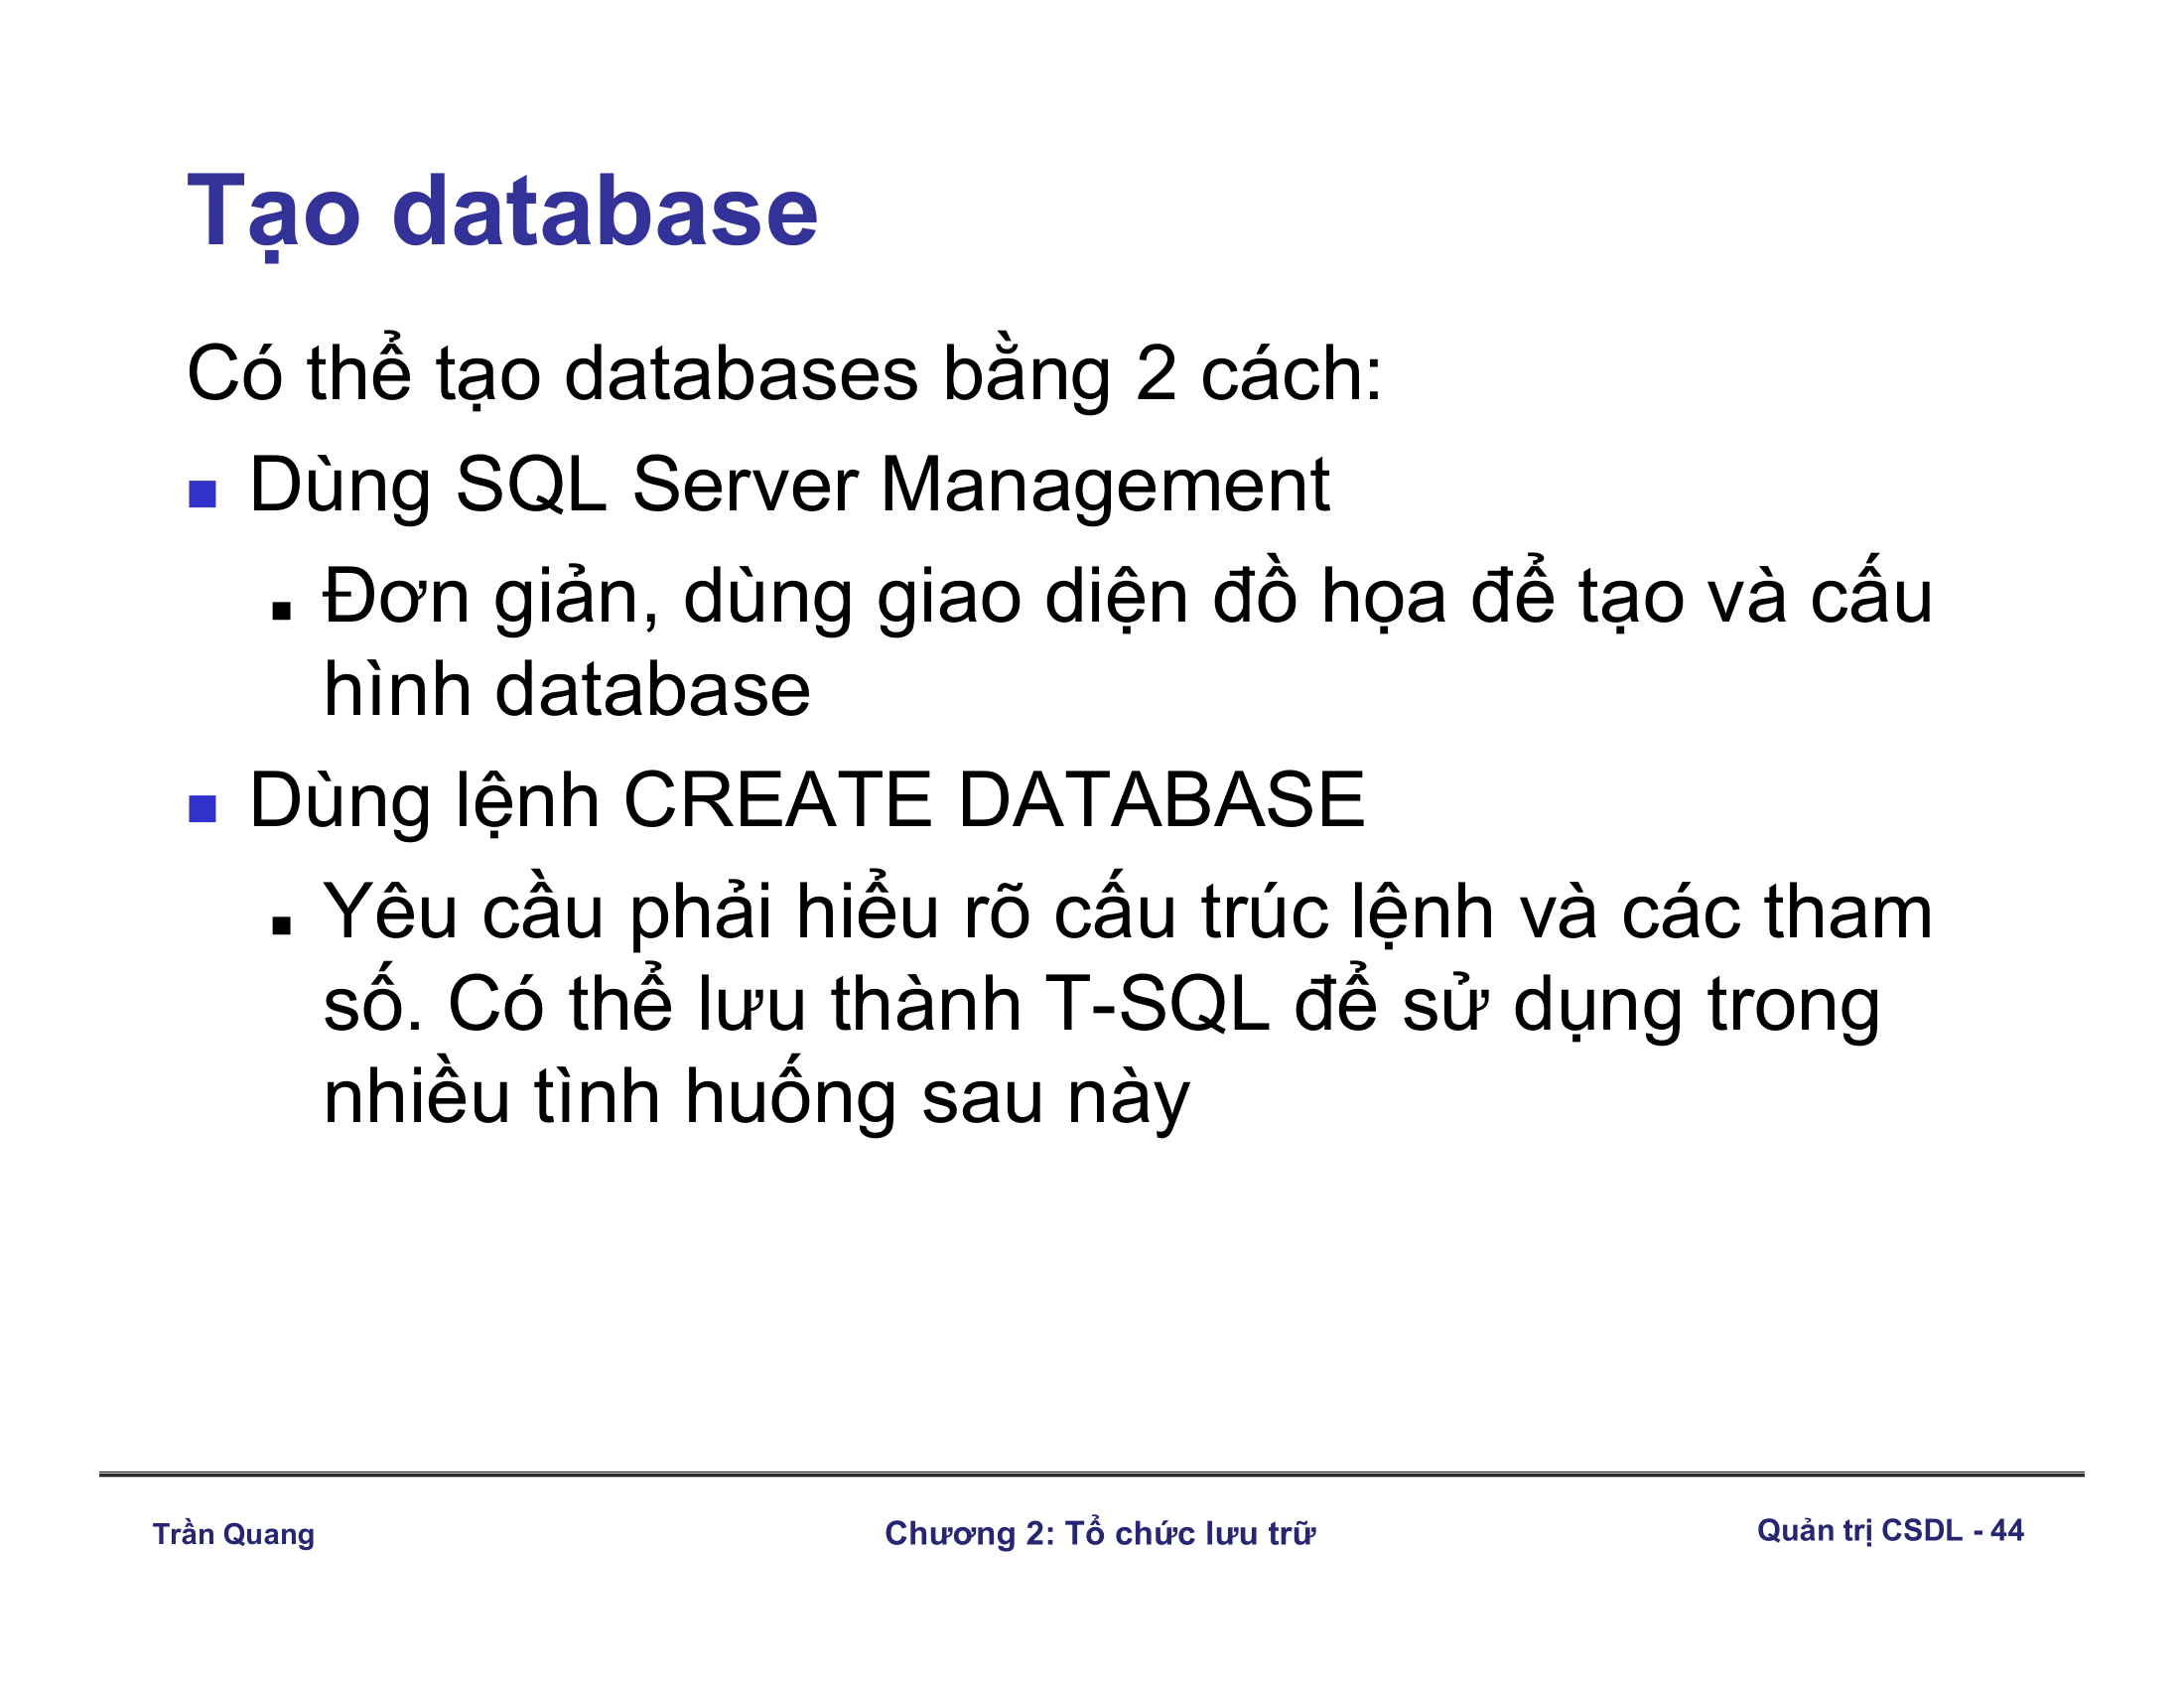 Tạo database
Có thể tạo databases bằng 2 cách:
Dùng SQL Server Management
Đơn giản, dùng giao diện đồ họa để tạo và cấu
hình database
Dùng lệnh CREATE DATABASE
Yêu cầu phải hiểu rõ cấu trúc lệnh và các tham
số. Có thể lưu thành T-SQL để sử dụng trong
nhiều tình huống sau này
Trần Quang
Chương 2: Tổ chức lưu trữ
Quản trị CSDL - 44